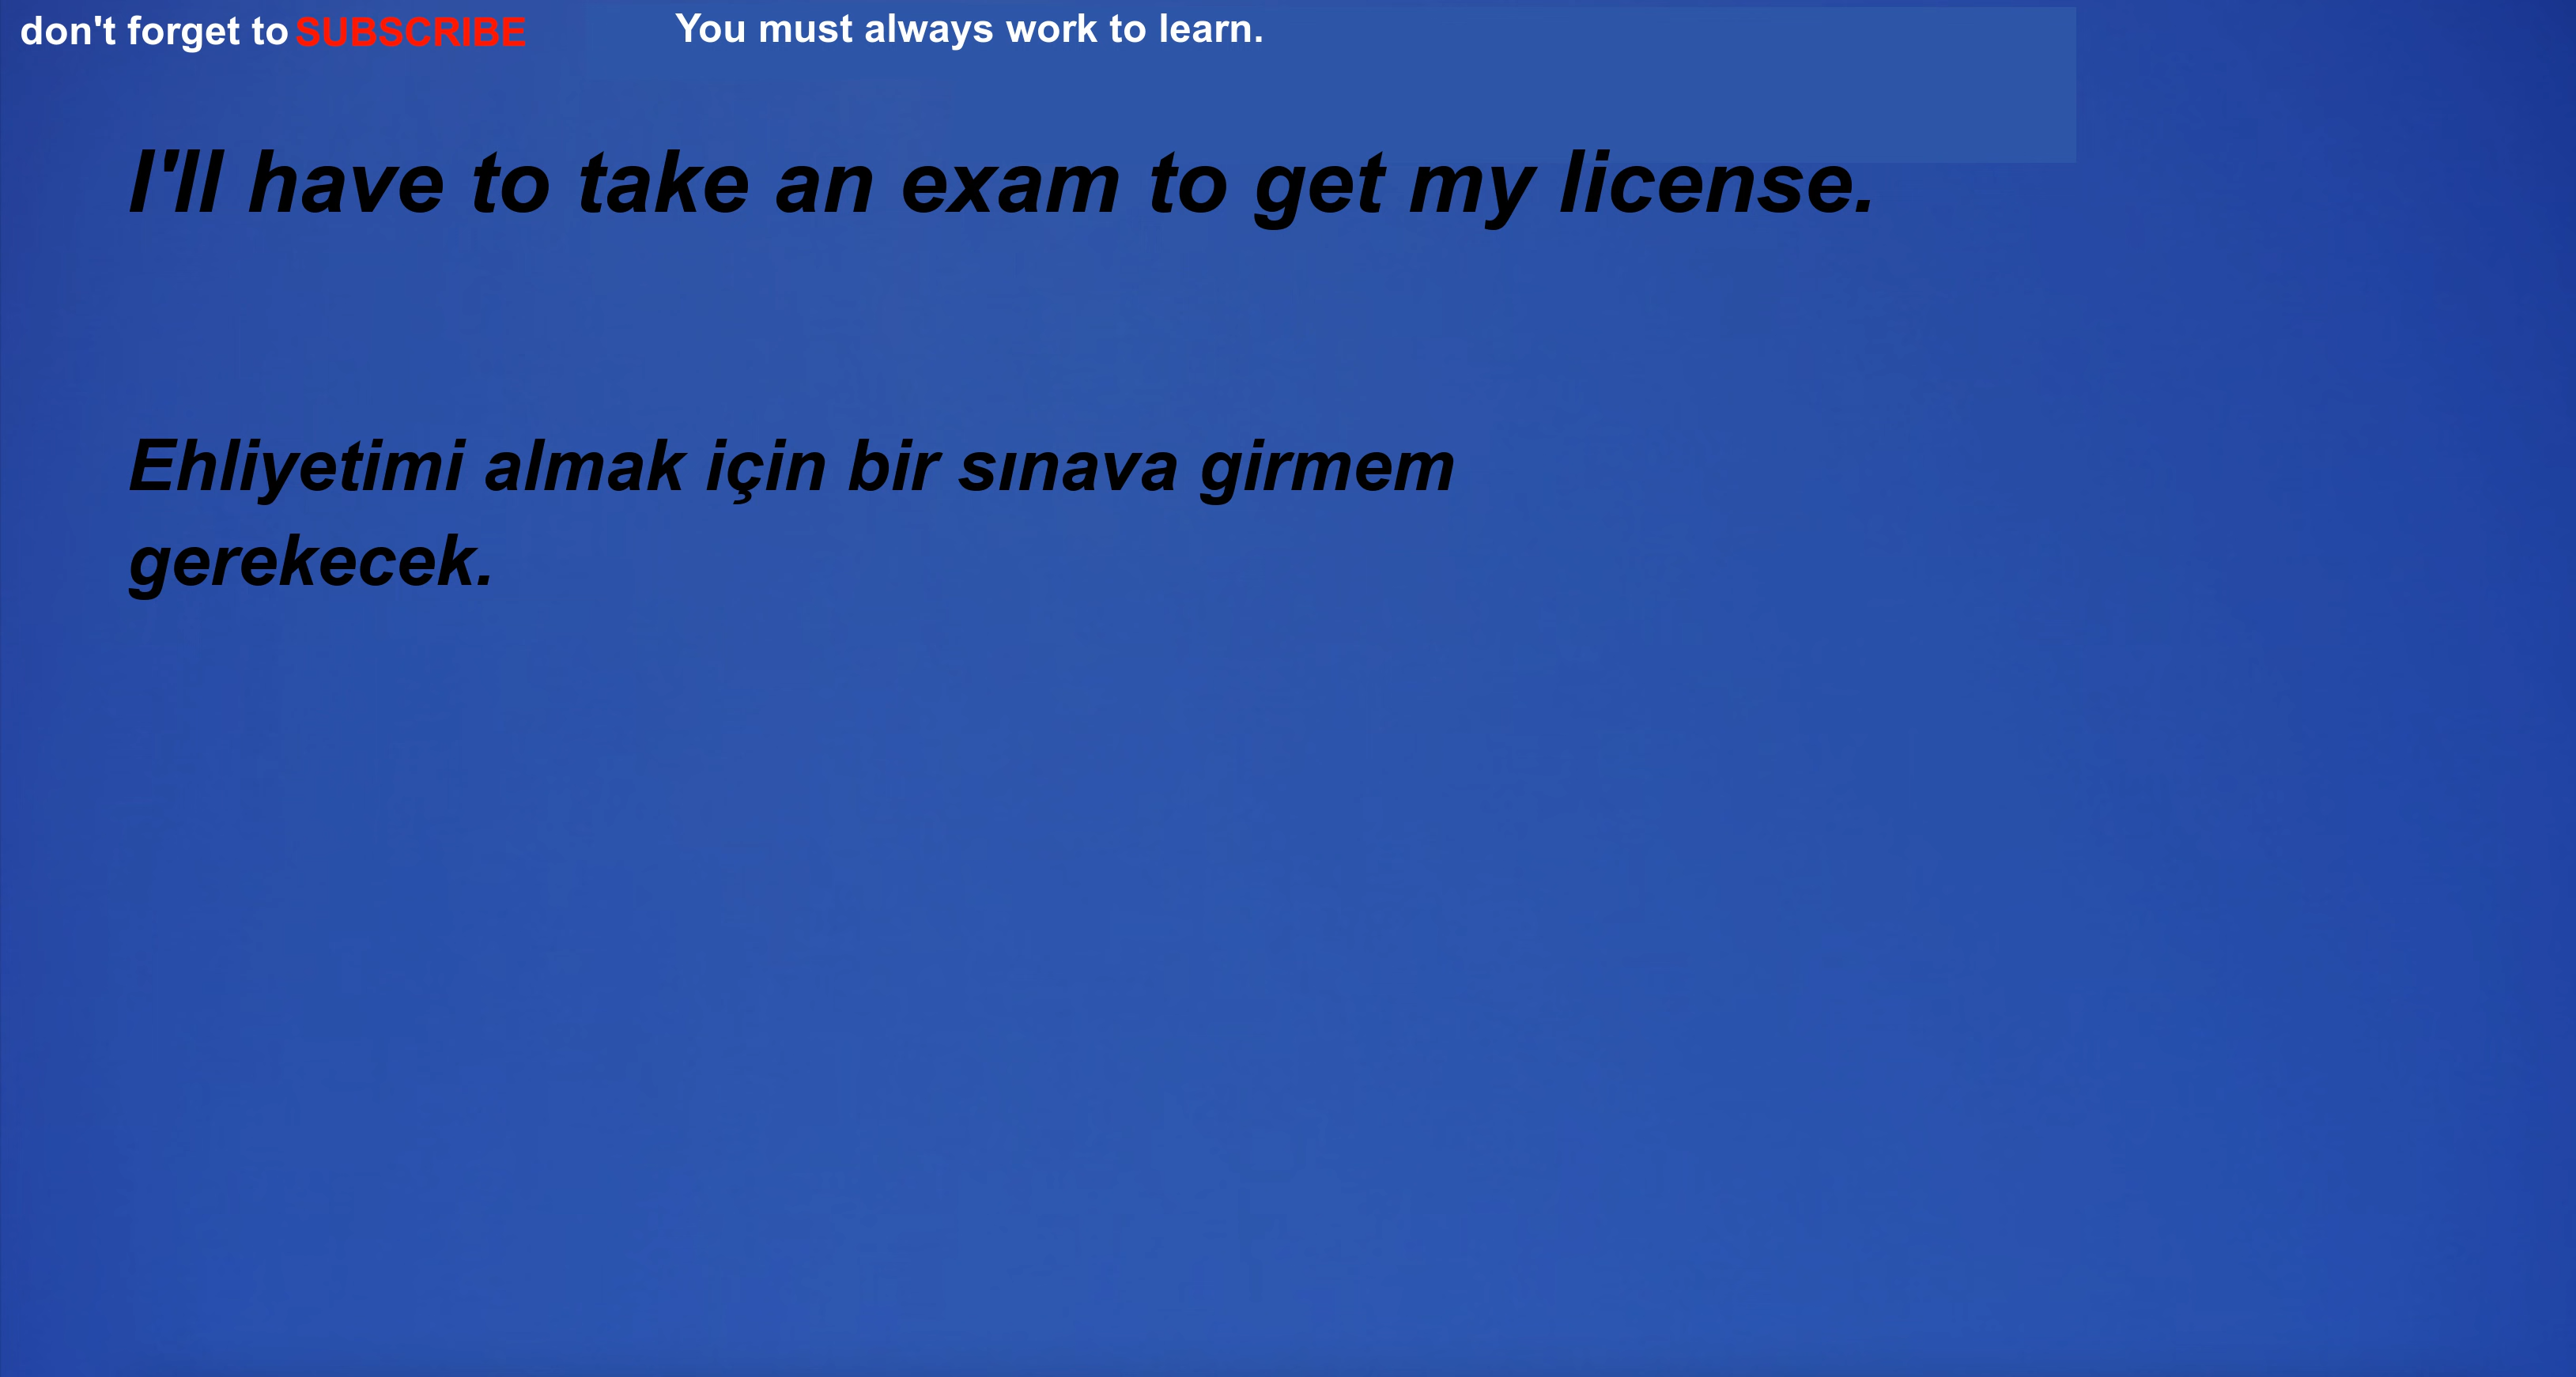 don't forget to SUBSCRIBE You must always work to learn.
I'll have to take an exam to get my license.
Ehliyetimi almak için bir sınava girmem
gerekecek.